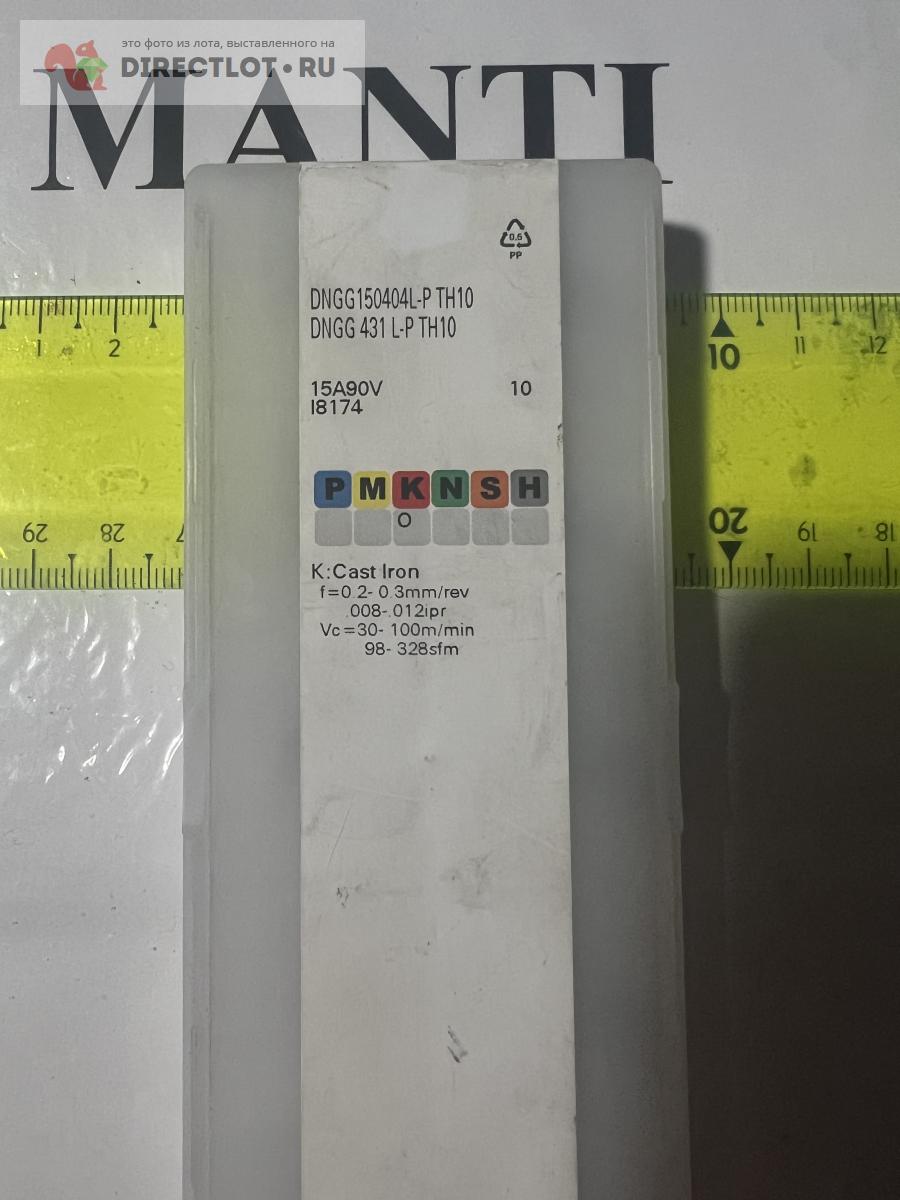 это фото из лота, выставленного на
DIRECTLOT.RU
MANTI
0.5
PP
DNGG150404L-P TH10
DNGG 431 L-P TH10
15A90V 10
I8174
1 2 10 11 12
P M K N S H
O
29 28 20 19 18
K:Cast Iron
f=0.2- 0.3mm/rev
.008-.012ipr
Vc=30- 100m/min
98- 328sfm